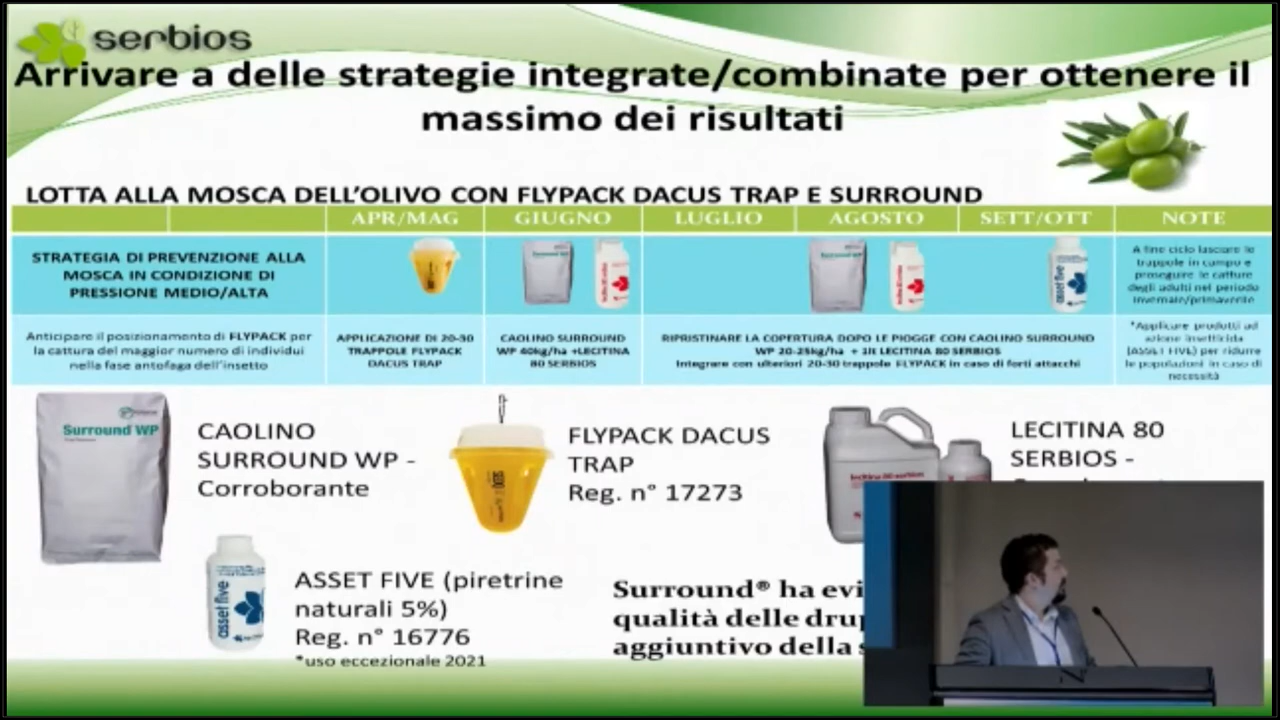 serbios
Arrivare a delle strategie integrate/combinate per ottenere il
massimo dei risultati
LOTTA ALLA MOSCA DELL'OLIVO CON FLYPACK DACUS TRAP E SURROUND
APR/MAG GIUGNO LUGLIO AGOSTO SETT/OTT NOTE
STRATEGIA DI PREVENZIONE ALLA
MOSCA IN CONDIZIONE DI
PRESSIONE MEDIO/ALTA
A fine ciclo lasciare le
trappole in campo e
proseguire le catture
degli adulti nel periodo
invernale/primaverile
Anticipare il posizionamento di FLYPACK per
la cattura del maggior numero di individui
nella fase antofaga dell'insetto
APPLICAZIONE DI 20-30
TRAPPOLE FLYPACK
DACUS TRAP
CAOLINO SURROUND
WP 40kg/ha +LECITINA
80 SERBIOS
RIPRISTINARE LA COPERTURA DOPO LE PIOGGE CON CAOLINO SURROUND
WP 20-25kg/ha + 1lt LECITINA 80 SERBIOS
Integrare con ulteriori 20-30 trappole FLYPACK in caso di forti attacchi
*Applicare prodotti ad
azione insetticida
(ASSET FIVE) per ridurre
le popolazioni in caso di
necessità
Surround WP
CAOLINO
SURROUND WP -
Corroborante
FLYPACK DACUS
TRAP
Reg. n° 17273
lecitina 80 serbios
LECITINA 80
SERBIOS -
asset five
ASSET FIVE (piretrine
naturali 5%)
Reg. n° 16776
*uso eccezionale 2021
Surround® ha evi
qualità delle dru
aggiuntivo della s